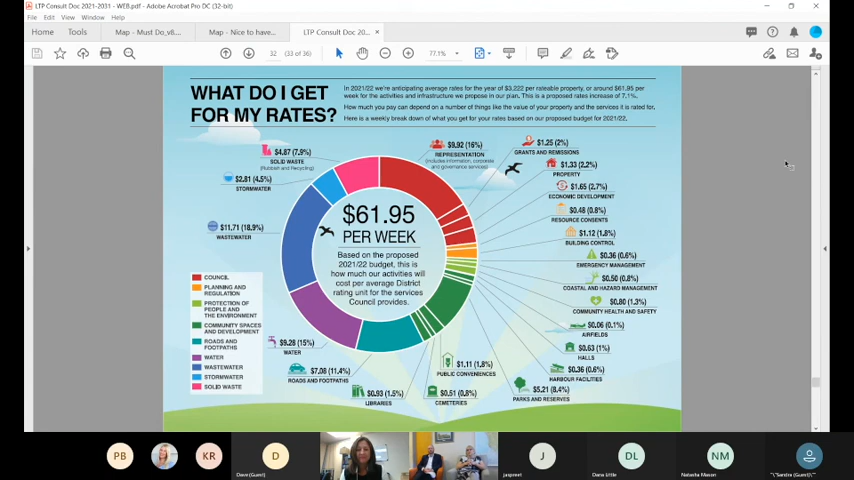 LTP Consult Doc 2021-2031 - WEB.pdf - Adobe Acrobat Pro DC (32-bit)
File Edit View Window Help
Home Tools Map - Must Do_v8.... Map - Nice to have... LTP Consult Doc 20... ×
32 (33 of 36) 77.1%
WHAT DO I GET
FOR MY RATES?
In 2021/22 we're anticipating average rates for the year of $3,222 per rateable property, or around $61.95 per
week for the activities and infrastructure we propose in our plan. This is a proposed rates increase of 7.1%.
How much you pay can depend on a number of things like the value of your property and the services it is rated for.
Here is a weekly break down of what you get for your rates based on our proposed budget for 2021/22.
$4.87 (7.9%)
SOLID WASTE
(Rubbish and Recycling)
$2.81 (4.5%)
STORMWATER
$11.71 (18.9%)
WASTEWATER
$9.92 (16%)
REPRESENTATION
(includes information, corporate
and governance services)
$1.25 (2%)
GRANTS AND REMISSIONS
$1.33 (2.2%)
PROPERTY
$1.65 (2.7%)
ECONOMIC DEVELOPMENT
$0.48 (0.8%)
RESOURCE CONSENTS
$1.12 (1.8%)
BUILDING CONTROL
$0.36 (0.6%)
EMERGENCY MANAGEMENT
$0.50 (0.8%)
COASTAL AND HAZARD MANAGEMENT
$0.80 (1.3%)
COMMUNITY HEALTH AND SAFETY
$0.06 (0.1%)
AIRFIELDS
$0.63 (1%)
HALLS
$0.36 (0.6%)
HARBOUR FACILITIES
$5.21 (8.4%)
PARKS AND RESERVES
$61.95
PER WEEK
Based on the proposed
2021/22 budget, this is
how much our activities will
cost per average District
rating unit for the services
Council provides.
COUNCIL
PLANNING AND
REGULATION
PROTECTION OF
PEOPLE AND
THE ENVIRONMENT
COMMUNITY SPACES
AND DEVELOPMENT
ROADS AND
FOOTPATHS
WATER
WASTEWATER
STORMWATER
SOLID WASTE
$9.28 (15%)
WATER
$7.08 (11.4%)
ROADS AND FOOTPATHS
$0.93 (1.5%)
LIBRARIES
$1.11 (1.8%)
PUBLIC CONVENIENCES
$0.51 (0.8%)
CEMETERIES
PB KR D J DL NM
Dave (Guest) jaspreet Dana Little Natasha Mason "\"Sandra (Guest)\""